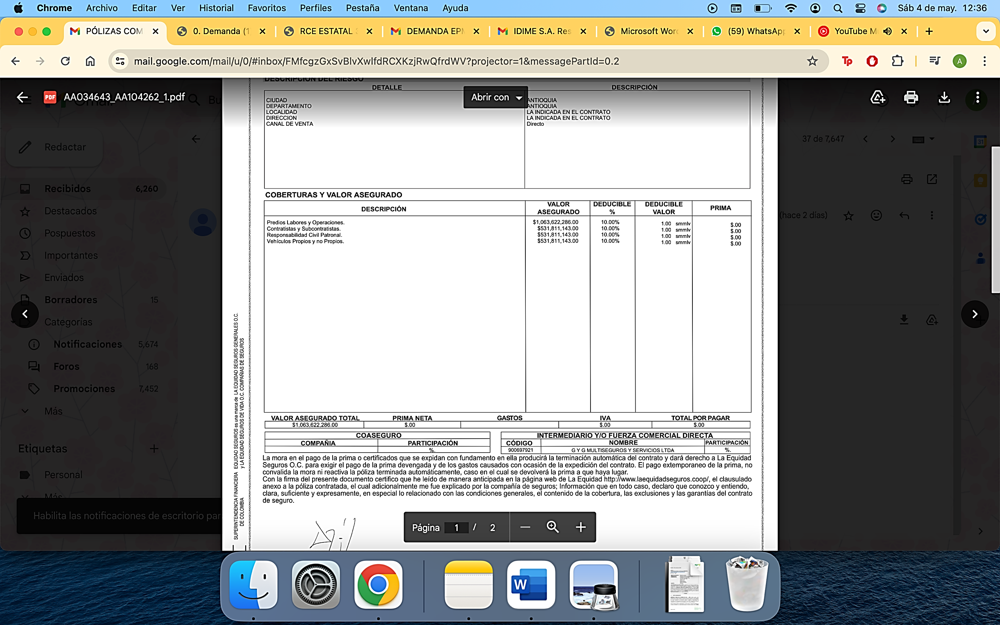 Chrome Archivo Editar Ver Historial Favoritos Perfiles Pestaña Ventana Ayuda Sáb 4 de may. 12:36
PÓLIZAS COM 0. Demanda (1 RCE ESTATAL DEMANDA EPM IDIME S.A. Res Microsoft Word (59) WhatsApp YouTube M
mail.google.com/mail/u/0/#inbox/FMfcgzGxSvBlvXwlfdRCXKzjRwQfrdWV?projector=1&messagePartId=0.2
A
PDF AA034643_AA104262_1.pdf
Abrir con
DESCRIPCIÓN DEL RIESGO
DETALLE DESCRIPCIÓN
CIUDAD ANTIOQUIA
DEPARTAMENTO ANTIOQUIA
LOCALIDAD LA INDICADA EN EL CONTRATO
DIRECCION LA INDICADA EN EL CONTRATO
CANAL DE VENTA Directo
37 de 7,647
31
Redactar
Recibidos 6,260
Destacados
Pospuestos
Importantes
Enviados
Borradores 15
Categorías
Notificaciones 5,674
Foros 168
Promociones 7,452
Más
Etiquetas
Personal
Más
Habilita las notificaciones de escritorio par
(hace 2 días)
COBERTURAS Y VALOR ASEGURADO
DESCRIPCIÓN VALOR ASEGURADO DEDUCIBLE % DEDUCIBLE VALOR PRIMA
Predios Labores y Operaciones. $1,063,622,286.00 10.00% 1.00 smmlv $.00
Contratistas y Subcontratistas. $531,811,143.00 10.00% 1.00 smmlv $.00
Responsabilidad Civil Patronal. $531,811,143.00 10.00% 1.00 smmlv $.00
Vehículos Propios y no Propios. $531,811,143.00 10.00% 1.00 smmlv $.00
VALOR ASEGURADO TOTAL PRIMA NETA GASTOS IVA TOTAL POR PAGAR
$1,063,622,286.00 $.00 $.00 $.00
COASEGURO
COMPAÑIA PARTICIPACIÓN
%.
INTERMEDIARIO Y/O FUERZA COMERCIAL DIRECTA
CÓDIGO NOMBRE PARTICIPACIÓN
900697921 G Y G MULTISEGUROS Y SERVICIOS LTDA %.
La mora en el pago de la prima o certificados que se expidan con fundamento en ella producirá la terminación automática del contrato y dará derecho a La Equidad
Seguros O.C. para exigir el pago de la prima devengada y de los gastos causados con ocasión de la expedición del contrato. El pago extemporaneo de la prima, no
convalida la mora ni reactiva la póliza terminada automáticamente, caso en el cual se devolverá la prima a que haya lugar.
Con la firma del presente documento certifico que he leído de manera anticipada en la página web de La Equidad http://www.laequidadseguros.coop/, el clausulado
anexo a la póliza contratada, el cual adicionalmente me fue explicado por la compañía de seguros; Información que en todo caso, declaro que conozco y entiendo,
clara, suficiente y expresamente, en especial lo relacionado con las condiciones generales, el contenido de la cobertura, las exclusiones y las garantías del contrato
de seguro.
SUPERINTENDENCIA FINANCIERA
DE COLOMBIA
EQUIDAD SEGUROS es una marca de LA EQUIDAD SEGUROS GENERALES O.C.
y LA EQUIDAD SEGUROS DE VIDA O.C. COMPAÑIAS DE SEGUROS
Página 1 / 2
W